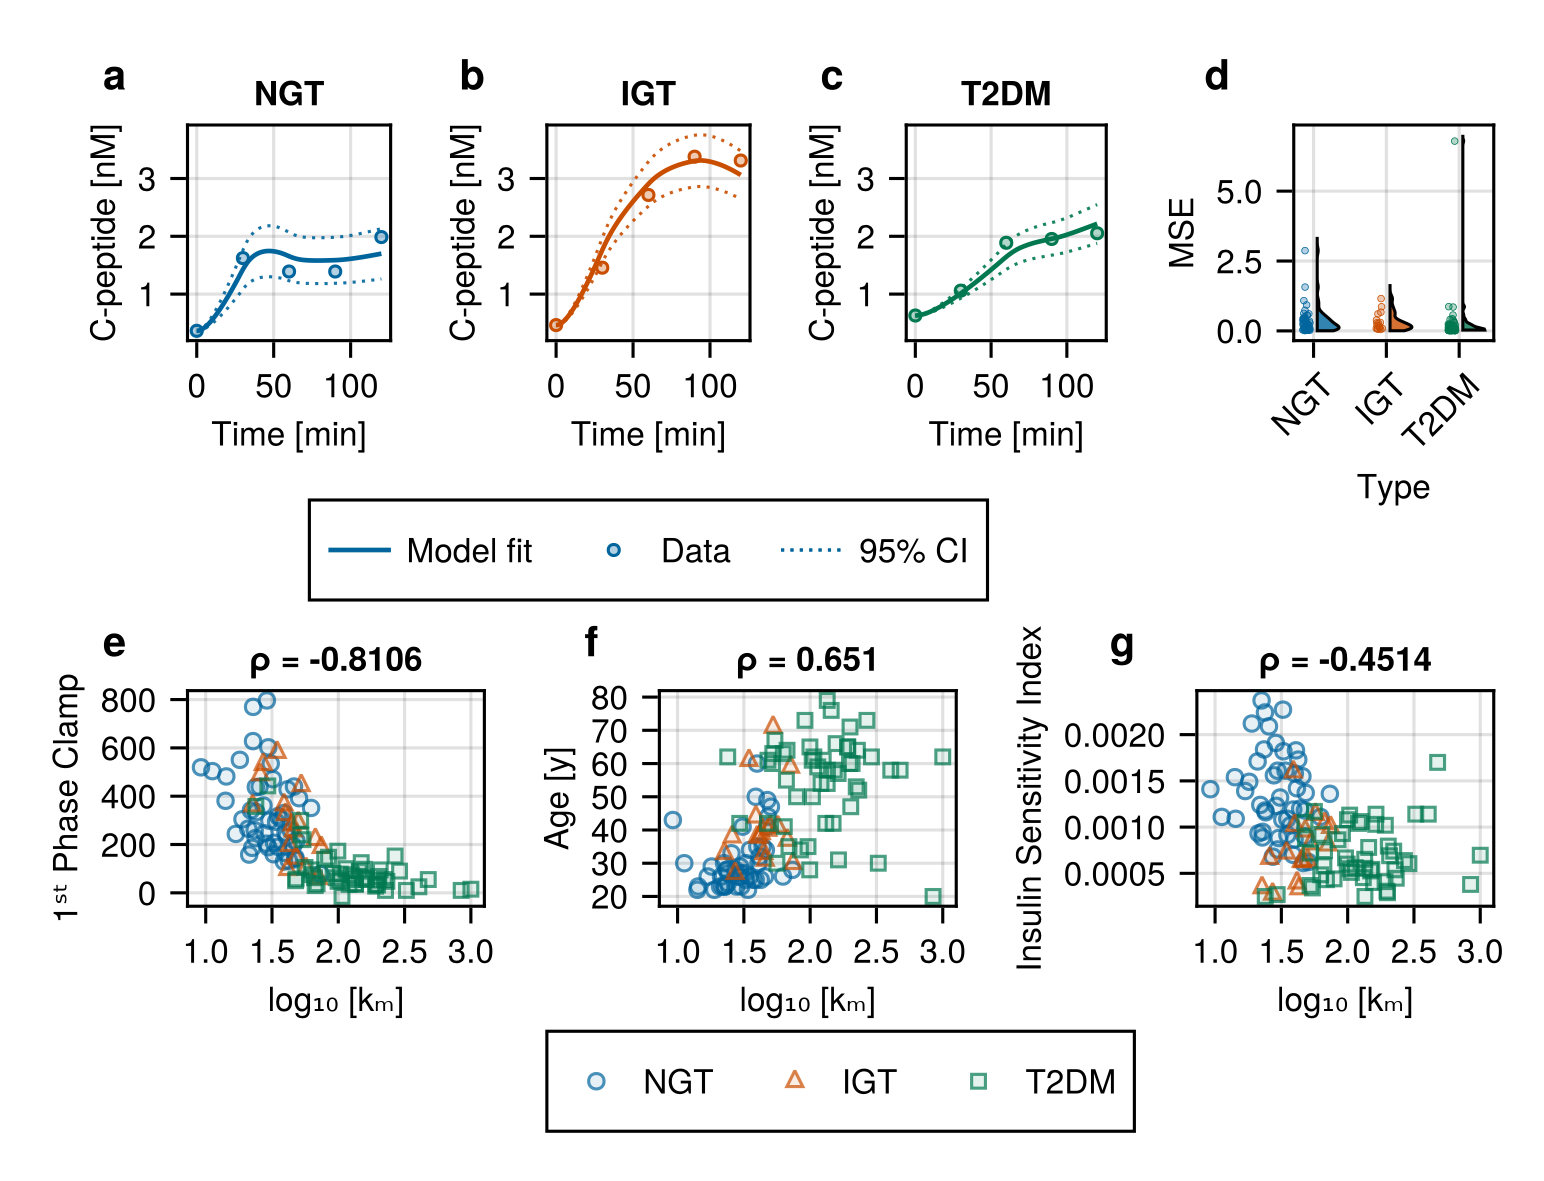 a
NGT
C-peptide [nM]
3
2
1
0 50 100
Time [min]
b
IGT
C-peptide [nM]
3
2
1
0 50 100
Time [min]
c
T2DM
C-peptide [nM]
3
2
1
0 50 100
Time [min]
d
MSE
5.0
2.5
0.0
NGT IGT T2DM
Type
Model fit Data 95% CI
e
ρ = -0.8106
1ˢᵗ Phase Clamp
800
600
400
200
0
1.0 1.5 2.0 2.5 3.0
log₁₀ [kₘ]
f
ρ = 0.651
Age [y]
80
70
60
50
40
30
20
1.0 1.5 2.0 2.5 3.0
log₁₀ [kₘ]
g
ρ = -0.4514
Insulin Sensitivity Index
0.0020
0.0015
0.0010
0.0005
1.0 1.5 2.0 2.5 3.0
log₁₀ [kₘ]
NGT IGT T2DM